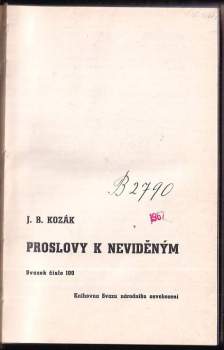 B2790
J. B. KOZÁK
1967
PROSLOVY K NEVIDĚNÝM
Svazek číslo 100
Knihovna Svazu národního osvobození